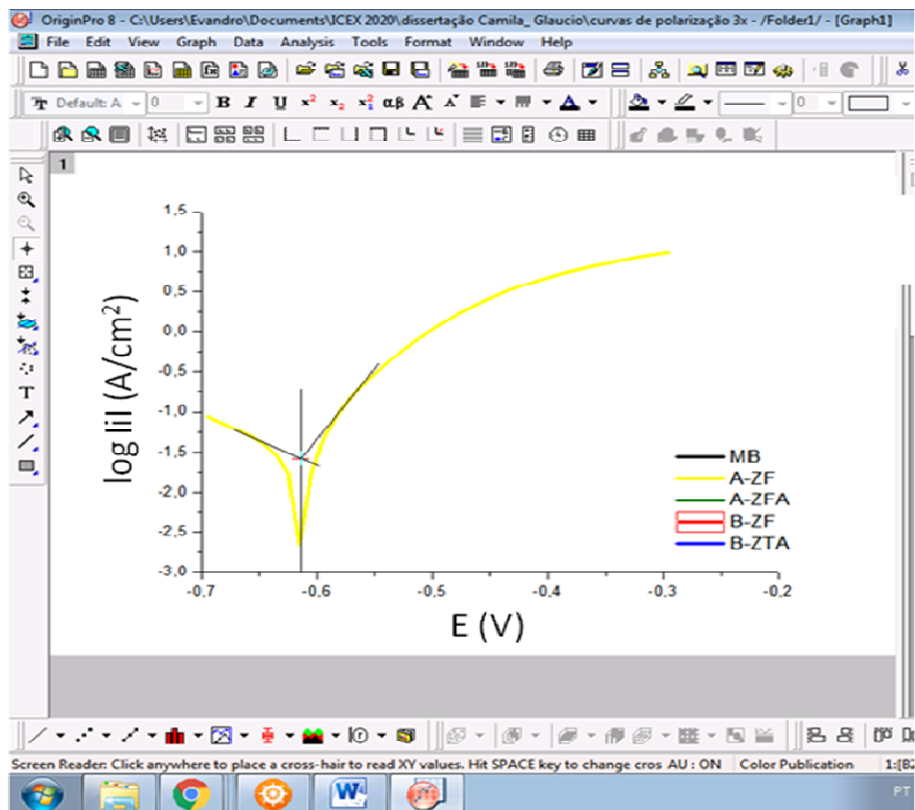 OriginPro 8 - C:\Users\Evandro\Documents\ICEX 2020\dissertação Camila_ Glaucio\curvas de polarização 3x - /Folder1/ - [Graph1]
File Edit View Graph Data Analysis Tools Format Window Help
Default: A 0 B I U x² x₂ αβ A A A 0
1
T
1,5
1,0
0,5
0,0
-0,5
-1,0
-1,5
-2,0
-2,5
-3,0
log IiI (A/cm²)
MB
A-ZF
A-ZFA
B-ZF
B-ZTA
-0,7 -0,6 -0,5 -0,4 -0,3 -0,2
E (V)
Screen Reader: Click anywhere to place a cross-hair to read XY values. Hit SPACE key to change cros AU : ON Color Publication 1:[B2
W PT